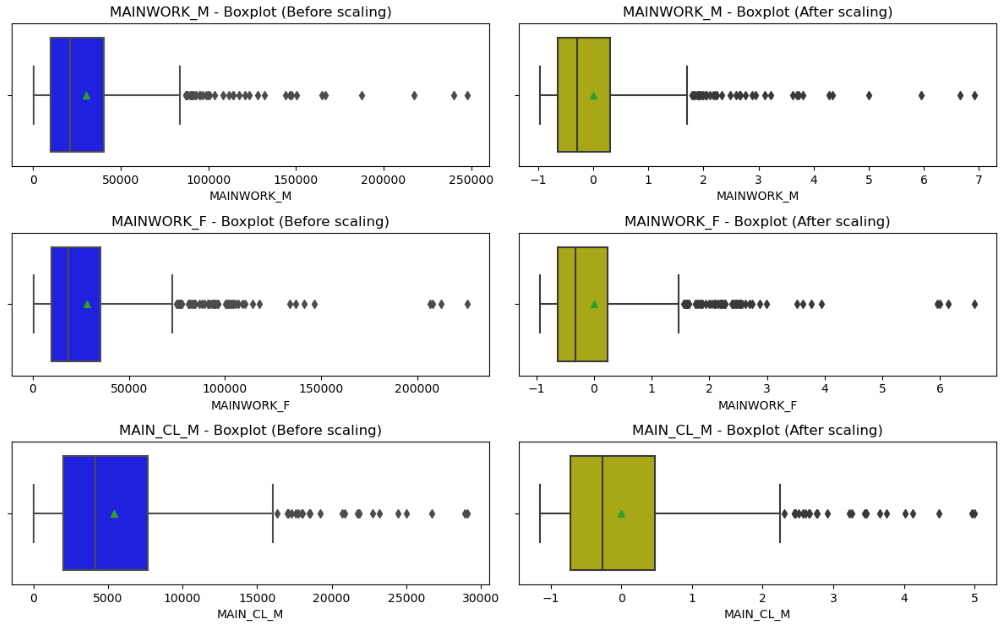 MAINWORK_M - Boxplot (Before scaling)
0 50000 100000 150000 200000 250000
MAINWORK_M
MAINWORK_M - Boxplot (After scaling)
−1 0 1 2 3 4 5 6 7
MAINWORK_M
MAINWORK_F - Boxplot (Before scaling)
0 50000 100000 150000 200000
MAINWORK_F
MAINWORK_F - Boxplot (After scaling)
−1 0 1 2 3 4 5 6
MAINWORK_F
MAIN_CL_M - Boxplot (Before scaling)
0 5000 10000 15000 20000 25000 30000
MAIN_CL_M
MAIN_CL_M - Boxplot (After scaling)
−1 0 1 2 3 4 5
MAIN_CL_M